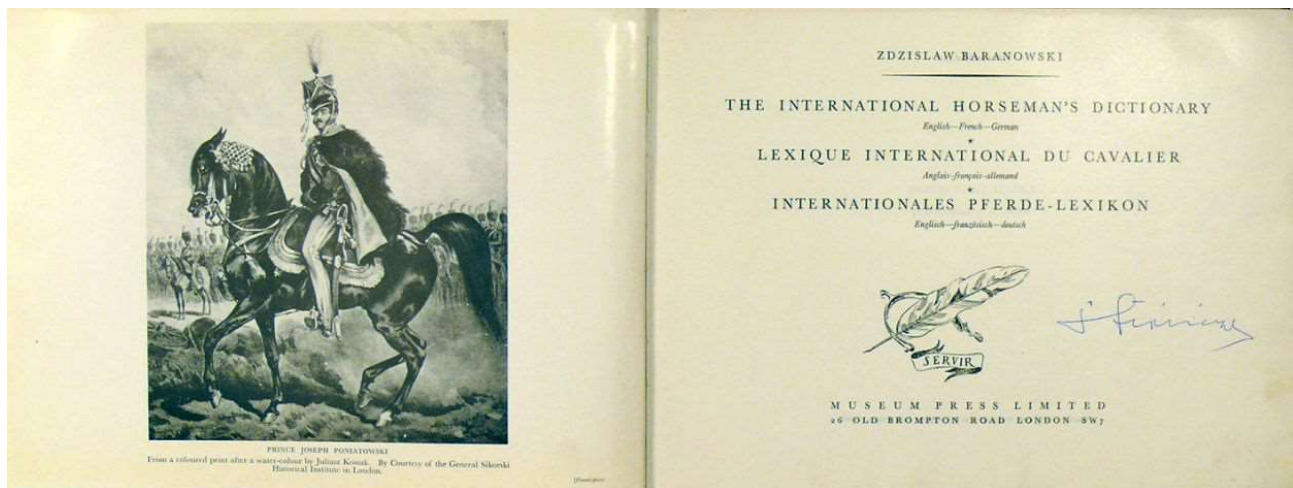 PRINCE JOSEPH PONIATOWSKI
From a coloured print after a water-colour by Juliusz Kossak. By Courtesy of the General Sikorski
Historical Institute in London.
[Frontispiece
ZDZISLAW BARANOWSKI
THE INTERNATIONAL HORSEMAN'S DICTIONARY
English—French—German
LEXIQUE INTERNATIONAL DU CAVALIER
Anglais-français-allemand
INTERNATIONALES PFERDE-LEXIKON
Englisch—französisch—deutsch
SERVIR
MUSEUM PRESS LIMITED
26 OLD BROMPTON ROAD LONDON SW7